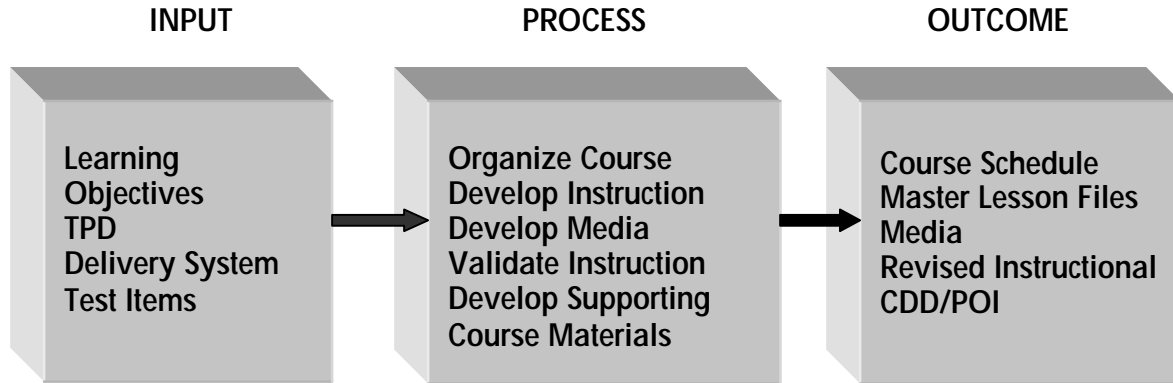 INPUT
PROCESS
OUTCOME
Learning
Objectives
TPD
Delivery System
Test Items
Organize Course
Develop Instruction
Develop Media
Validate Instruction
Develop Supporting
Course Materials
Course Schedule
Master Lesson Files
Media
Revised Instructional
CDD/POI